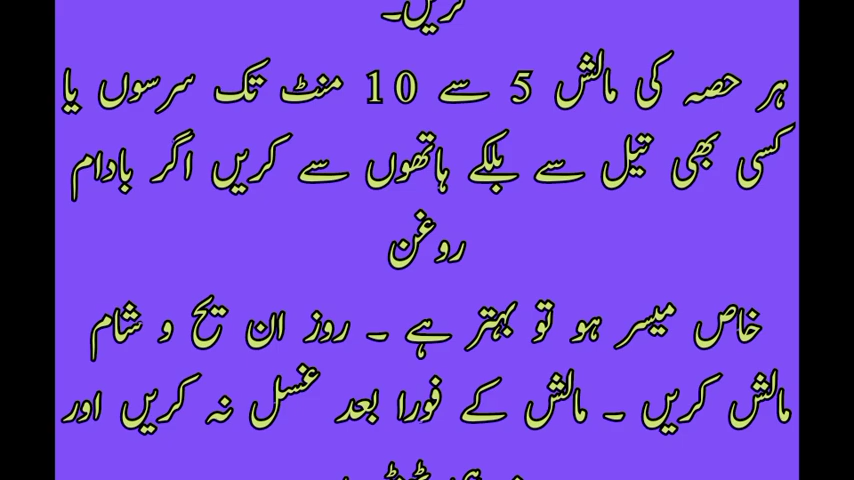 کریں۔
ہر حصہ کی مالش 5 سے 10 منٹ تک سرسوں یا
کسی بھی تیل سے ہلکے ہاتھوں سے کریں اگر بادام
روغن
خاص میسر ہو تو بہتر ہے ۔ روز ان یح و شام
مالش کریں ۔ مالش کے فورا بعد غسل نہ کریں اور